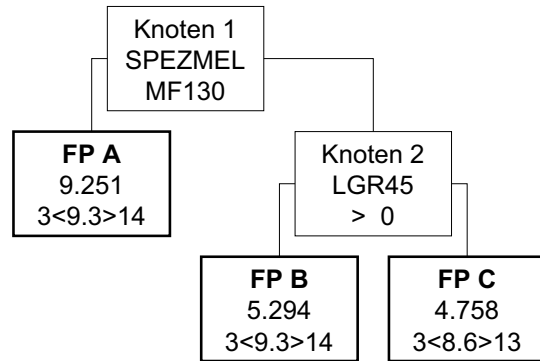 Knoten 1
SPEZMEL
MF130
FP A
9.251
3<9.3>14
Knoten 2
LGR45
> 0
FP B
5.294
3<9.3>14
FP C
4.758
3<8.6>13